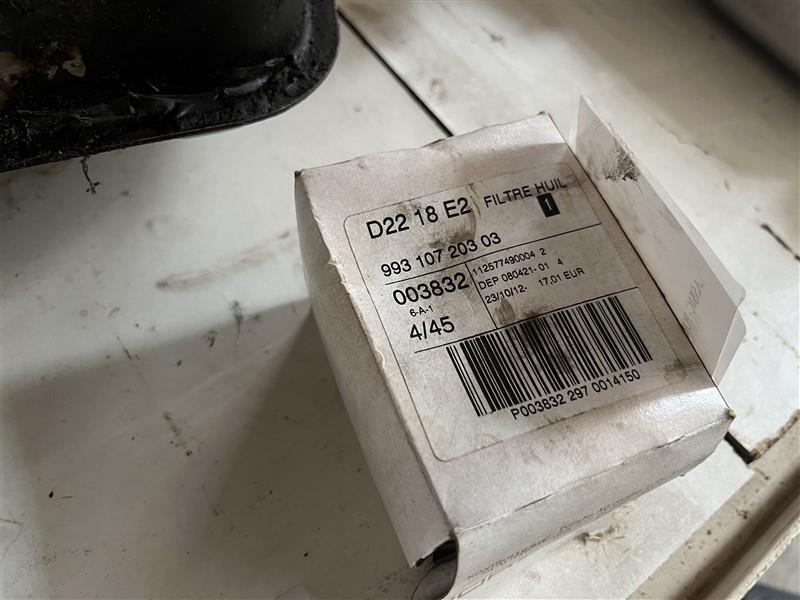 D22 18 E2 FILTRE HUIL
1
993 107 203 03
003832 112577490004 2
6-A-1 DEP 080421-01 4
4/45 23/10/12- 17,01 EUR
P003832 297 0014150